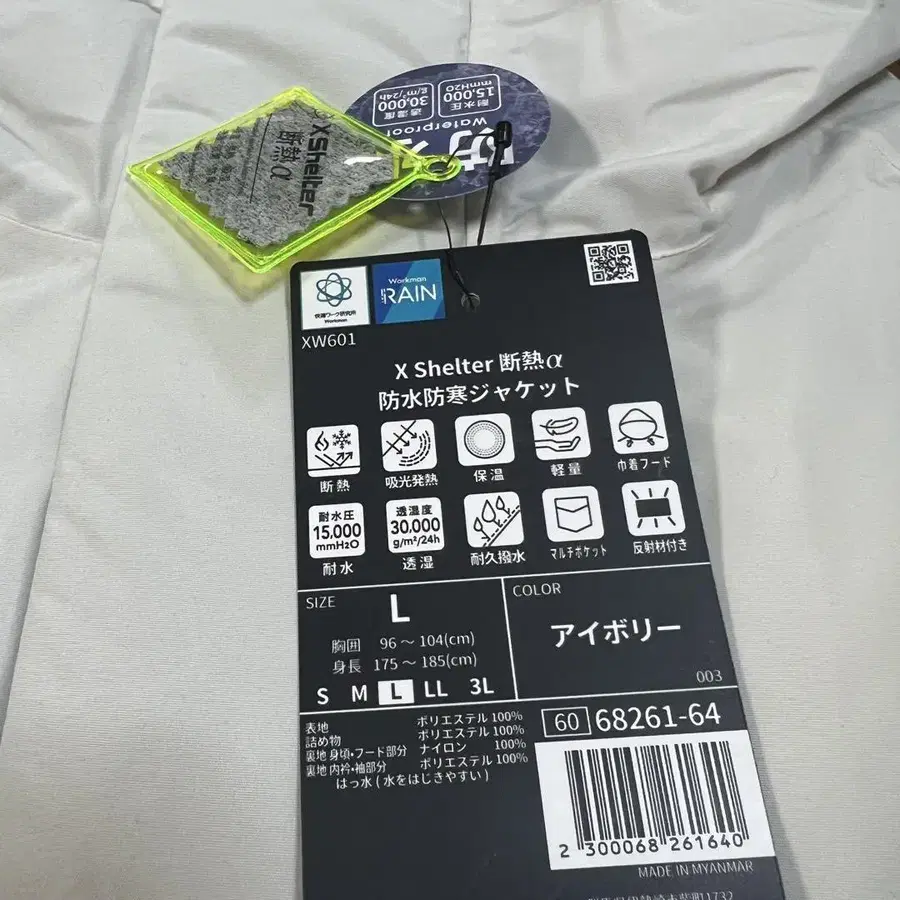 X Shelter
断熱α
耐水圧
15,000
mmH2O
透湿度
30,000
g/m²/24h
Waterproof
防
快適ワーク研究所
Workman
Workman
RAIN
XW601
X Shelter 断熱α
防水防寒ジャケット
断熱
吸光発熱
保温
軽量
巾着フード
耐水圧
15,000
mmH2O
耐水
透湿度
30,000
g/m²/24h
透湿
耐久撥水
マルチポケット
反射材付き
SIZE
L
胸囲 96～104(cm)
身長 175～185(cm)
S M L LL 3L
COLOR
アイボリー
003
表地 ポリエステル 100%
詰め物 ポリエステル 100%
裏地 身頃・フード部分 ナイロン 100%
裏地 内衿・袖部分 ポリエステル 100%
はっ水 (水をはじきやすい)
60 68261-64
2 300068 261640
MADE IN MYANMAR